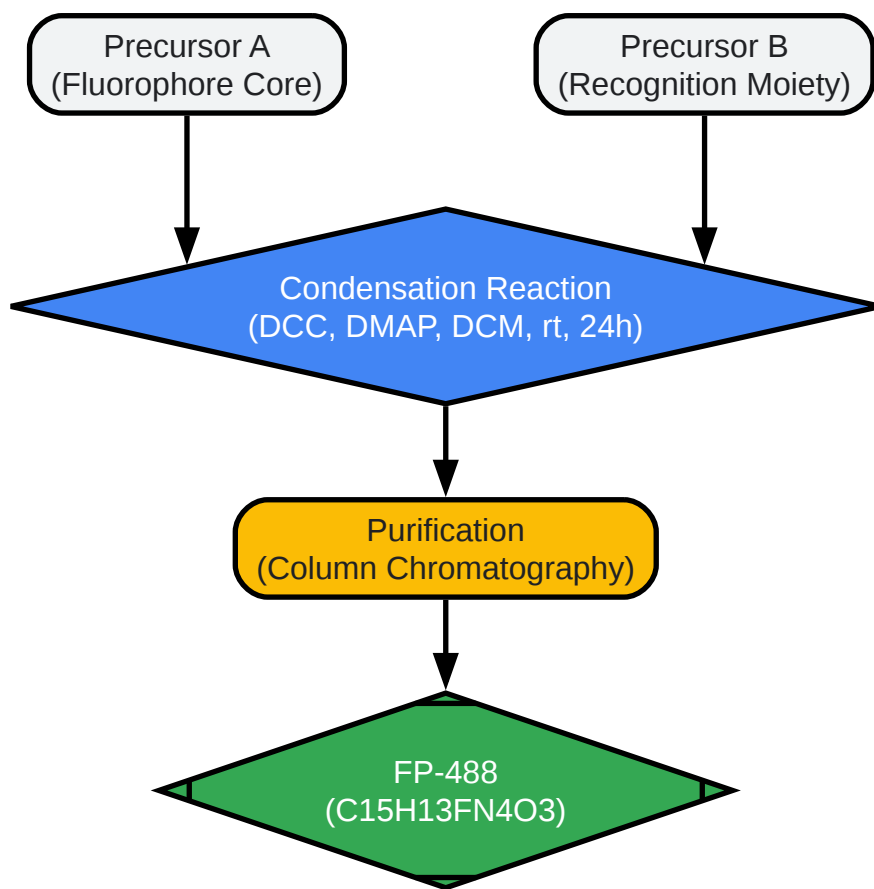 Precursor A
(Fluorophore Core)
Precursor B
(Recognition Moiety)
Condensation Reaction
(DCC, DMAP, DCM, rt, 24h)
Purification
(Column Chromatography)
FP-488
(C15H13FN4O3)